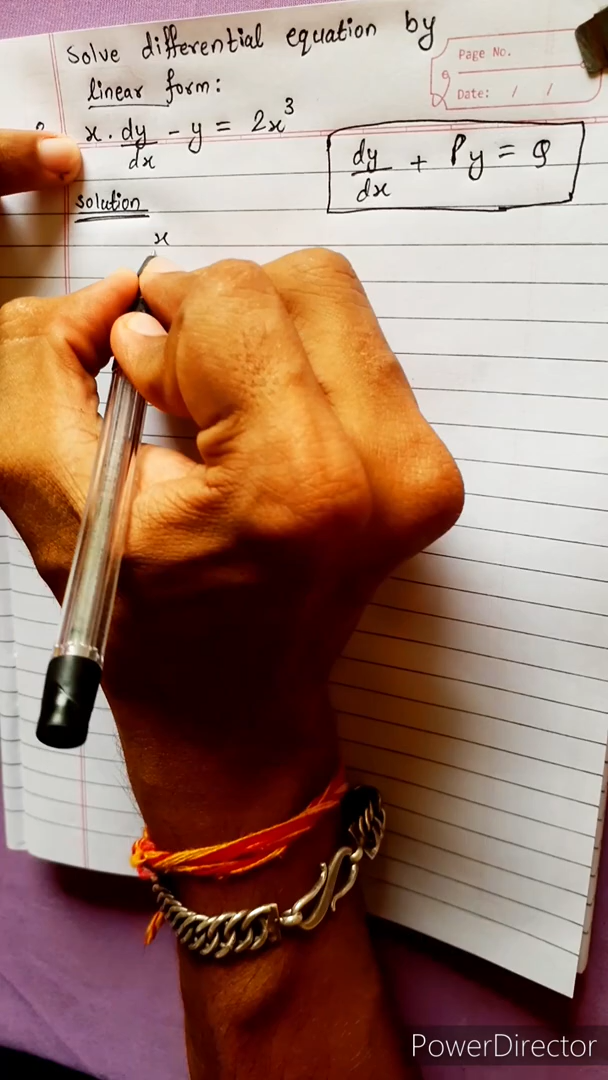 Solve differential equation by
linear form:
x. dy/dx - y = 2x³
dy/dx + Py = Q
solution
x
Page No.
Date: / /
PowerDirector